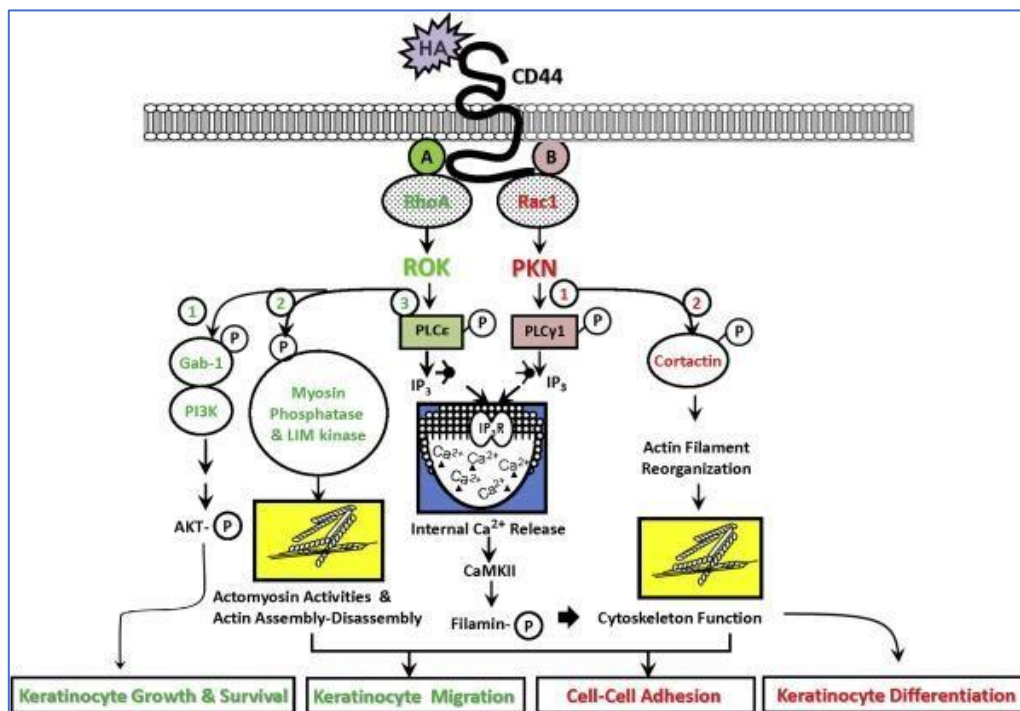 HA
CD44
A
B
RhoA
Rac1
ROK
PKN
1
2
3
1
2
P
P
PLCε
P
PLCγ1
P
P
Gab-1
PI3K
Myosin
Phosphatase
& LIM kinase
Cortactin
IP3
IP3
IP3R
Ca2+
Ca2+
Ca2+
Ca2+
Ca2+
Actin Filament
Reorganization
AKT-P
Internal Ca2+ Release
CaMKII
Actomyosin Activities &
Actin Assembly-Disassembly
Filamin-P
Cytoskeleton Function
Keratinocyte Growth & Survival
Keratinocyte Migration
Cell-Cell Adhesion
Keratinocyte Differentiation